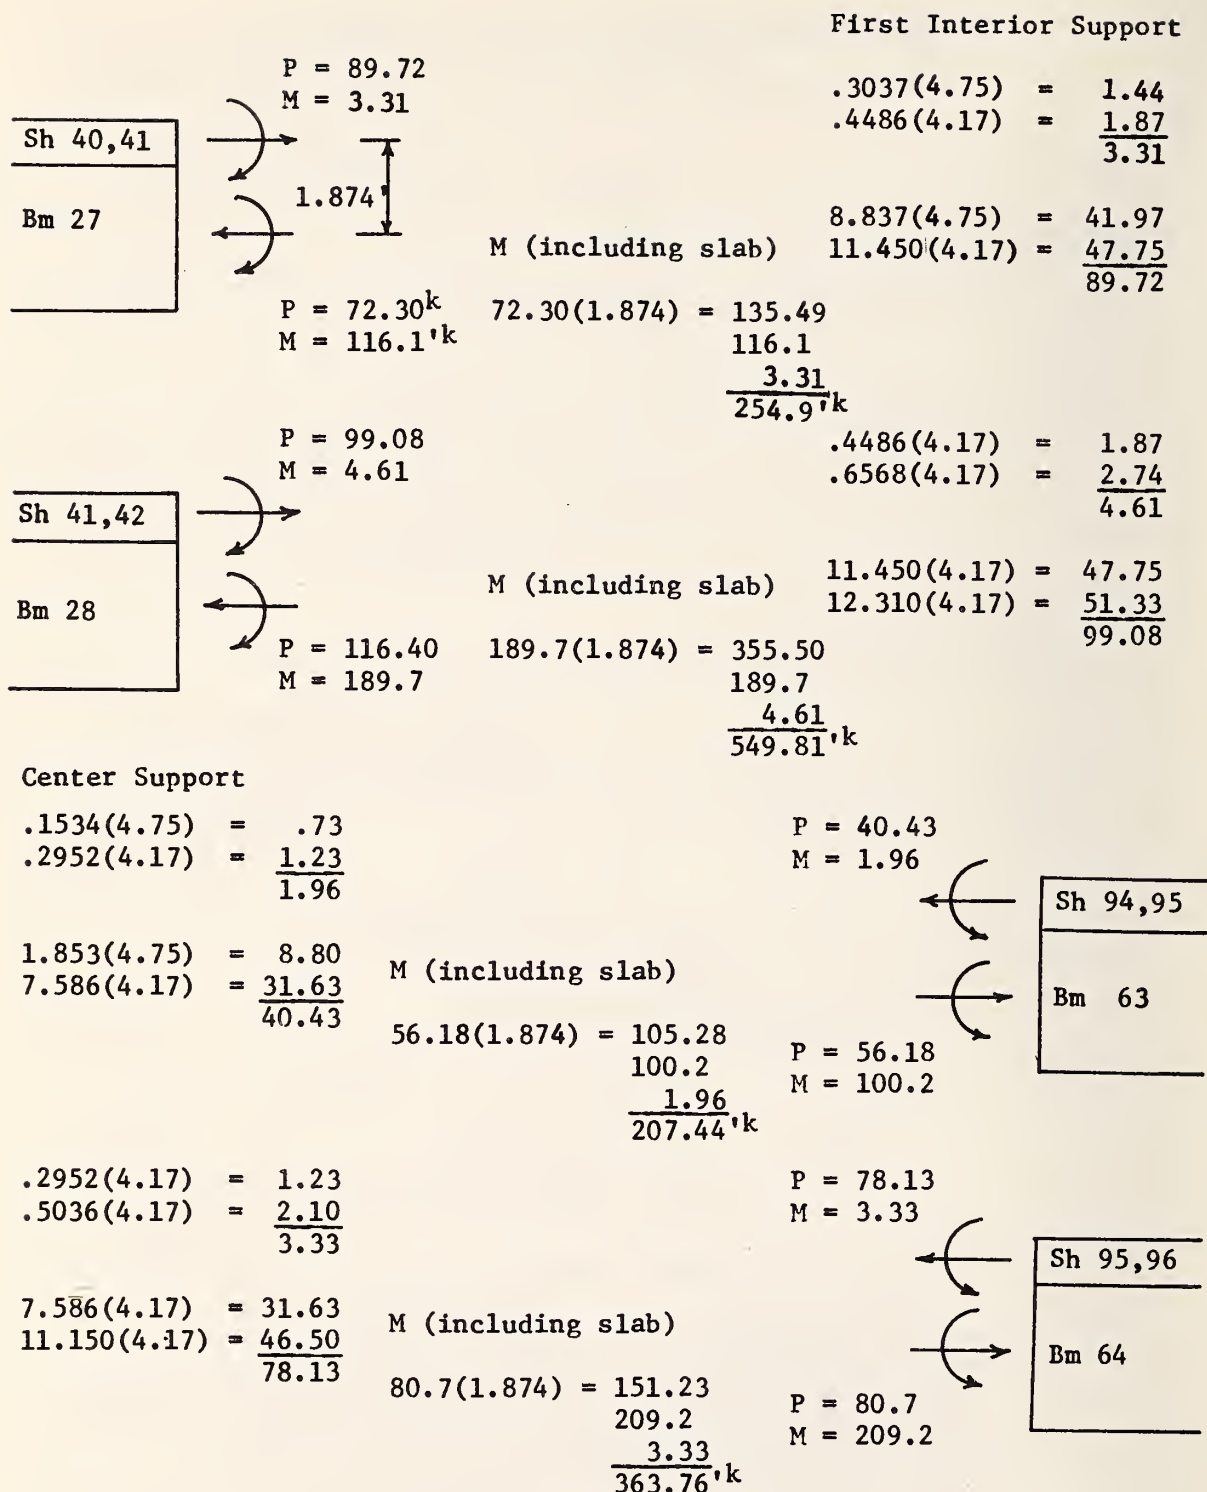 First Interior Support
P = 89.72
M = 3.31
.3037(4.75) = 1.44
.4486(4.17) = 1.87
3.31
Sh 40,41
1.874'
Bm 27
8.837(4.75) = 41.97
11.450(4.17) = 47.75
89.72
M (including slab)
P = 72.30k
M = 116.1'k
72.30(1.874) = 135.49
116.1
3.31
254.9'k
P = 99.08
M = 4.61
.4486(4.17) = 1.87
.6568(4.17) = 2.74
4.61
Sh 41,42
Bm 28
M (including slab)
11.450(4.17) = 47.75
12.310(4.17) = 51.33
99.08
P = 116.40
M = 189.7
189.7(1.874) = 355.50
189.7
4.61
549.81'k
Center Support
.1534(4.75) = .73
.2952(4.17) = 1.23
1.96
P = 40.43
M = 1.96
Sh 94,95
1.853(4.75) = 8.80
7.586(4.17) = 31.63
40.43
M (including slab)
Bm 63
56.18(1.874) = 105.28
100.2
1.96
207.44'k
P = 56.18
M = 100.2
.2952(4.17) = 1.23
.5036(4.17) = 2.10
3.33
P = 78.13
M = 3.33
Sh 95,96
7.586(4.17) = 31.63
11.150(4.17) = 46.50
78.13
M (including slab)
Bm 64
80.7(1.874) = 151.23
209.2
3.33
363.76'k
P = 80.7
M = 209.2